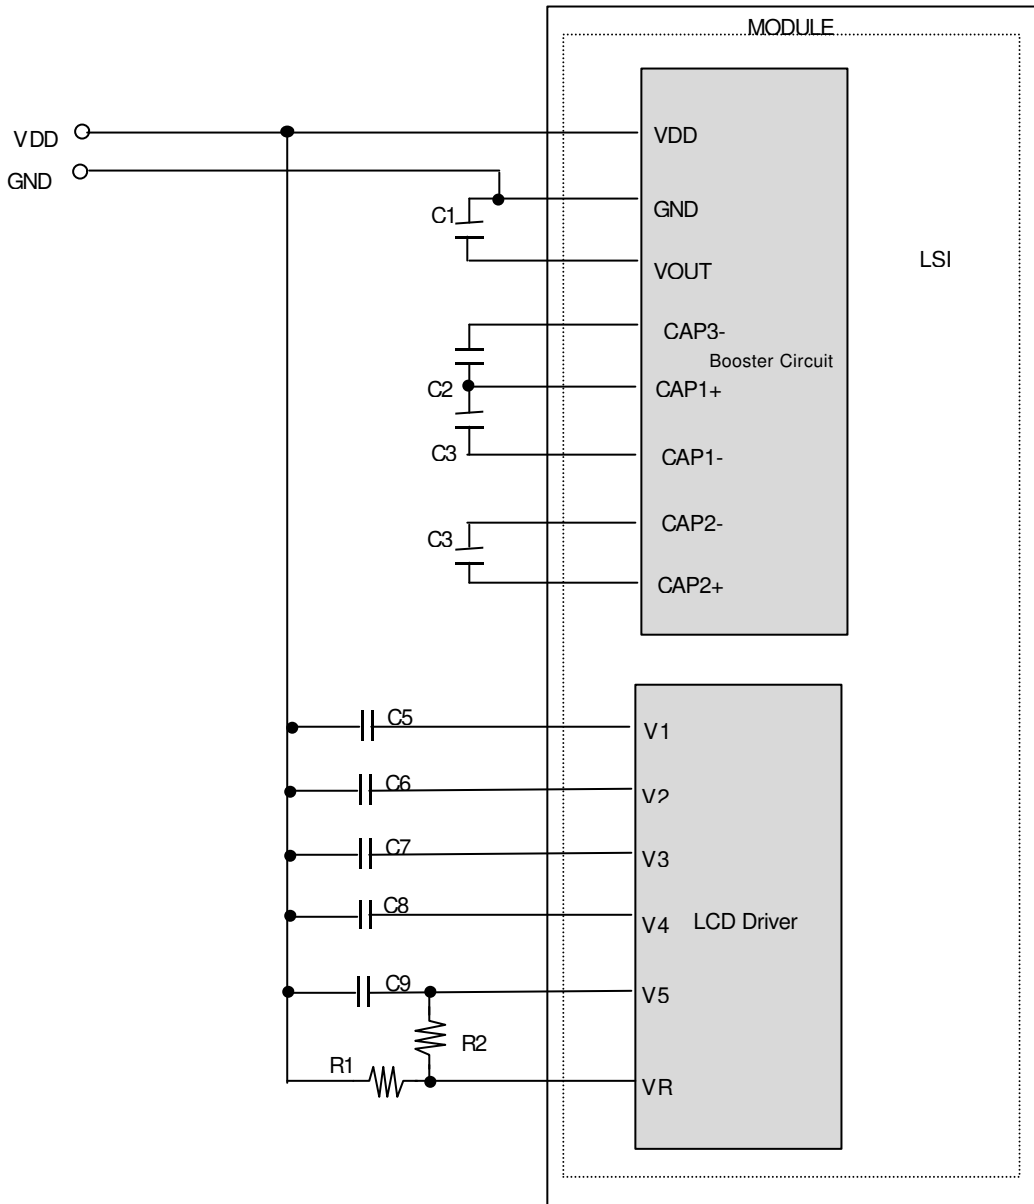 MODULE
VDD
VDD
GND
C1
GND
LSI
VOUT
CAP3-
Booster Circuit
C2
CAP1+
C3
CAP1-
CAP2-
C3
CAP2+
C5
V1
C6
V2
C7
V3
C8
V4
LCD Driver
C9
V5
R2
R1
VR